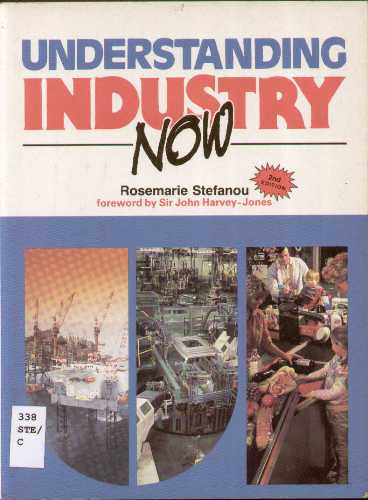 UNDERSTANDING
INDUSTRY
NOW
Rosemarie Stefanou
2nd
EDITION
foreword by Sir John Harvey-Jones
338
STE/
C